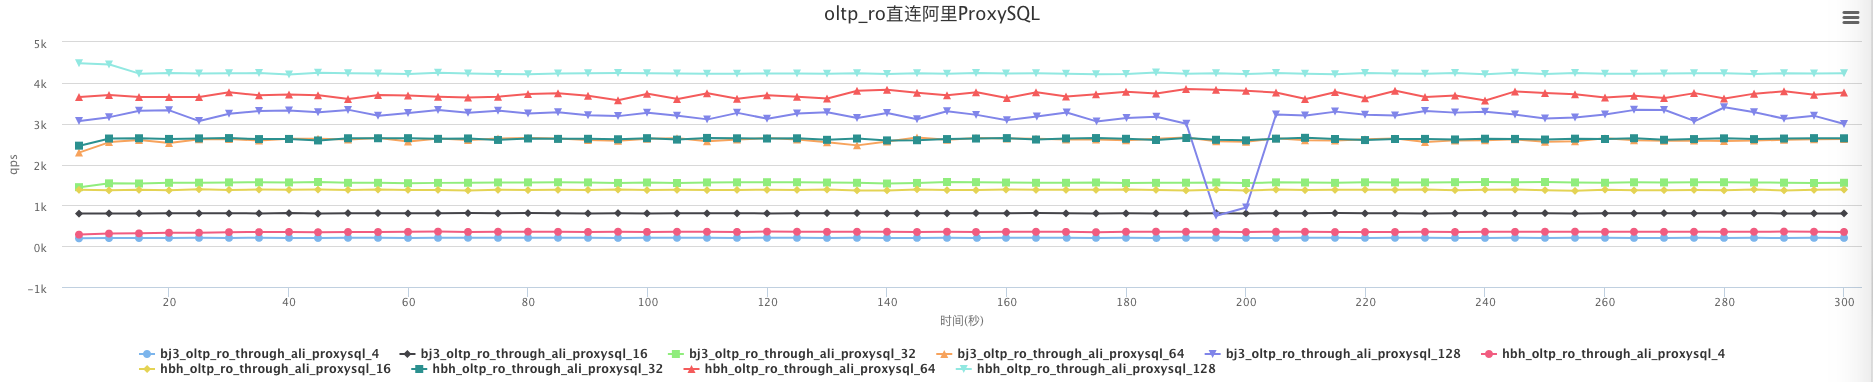 oltp_ro直连阿里ProxySQL
5k
4k
3k
2k
1k
0k
-1k
qps
20 40 60 80 100 120 140 160 180 200 220 240 260 280 300
时间(秒)
bj3_oltp_ro_through_ali_proxysql_4 bj3_oltp_ro_through_ali_proxysql_16 bj3_oltp_ro_through_ali_proxysql_32 bj3_oltp_ro_through_ali_proxysql_64 bj3_oltp_ro_through_ali_proxysql_128 hbh_oltp_ro_through_ali_proxysql_4
hbh_oltp_ro_through_ali_proxysql_16 hbh_oltp_ro_through_ali_proxysql_32 hbh_oltp_ro_through_ali_proxysql_64 hbh_oltp_ro_through_ali_proxysql_128